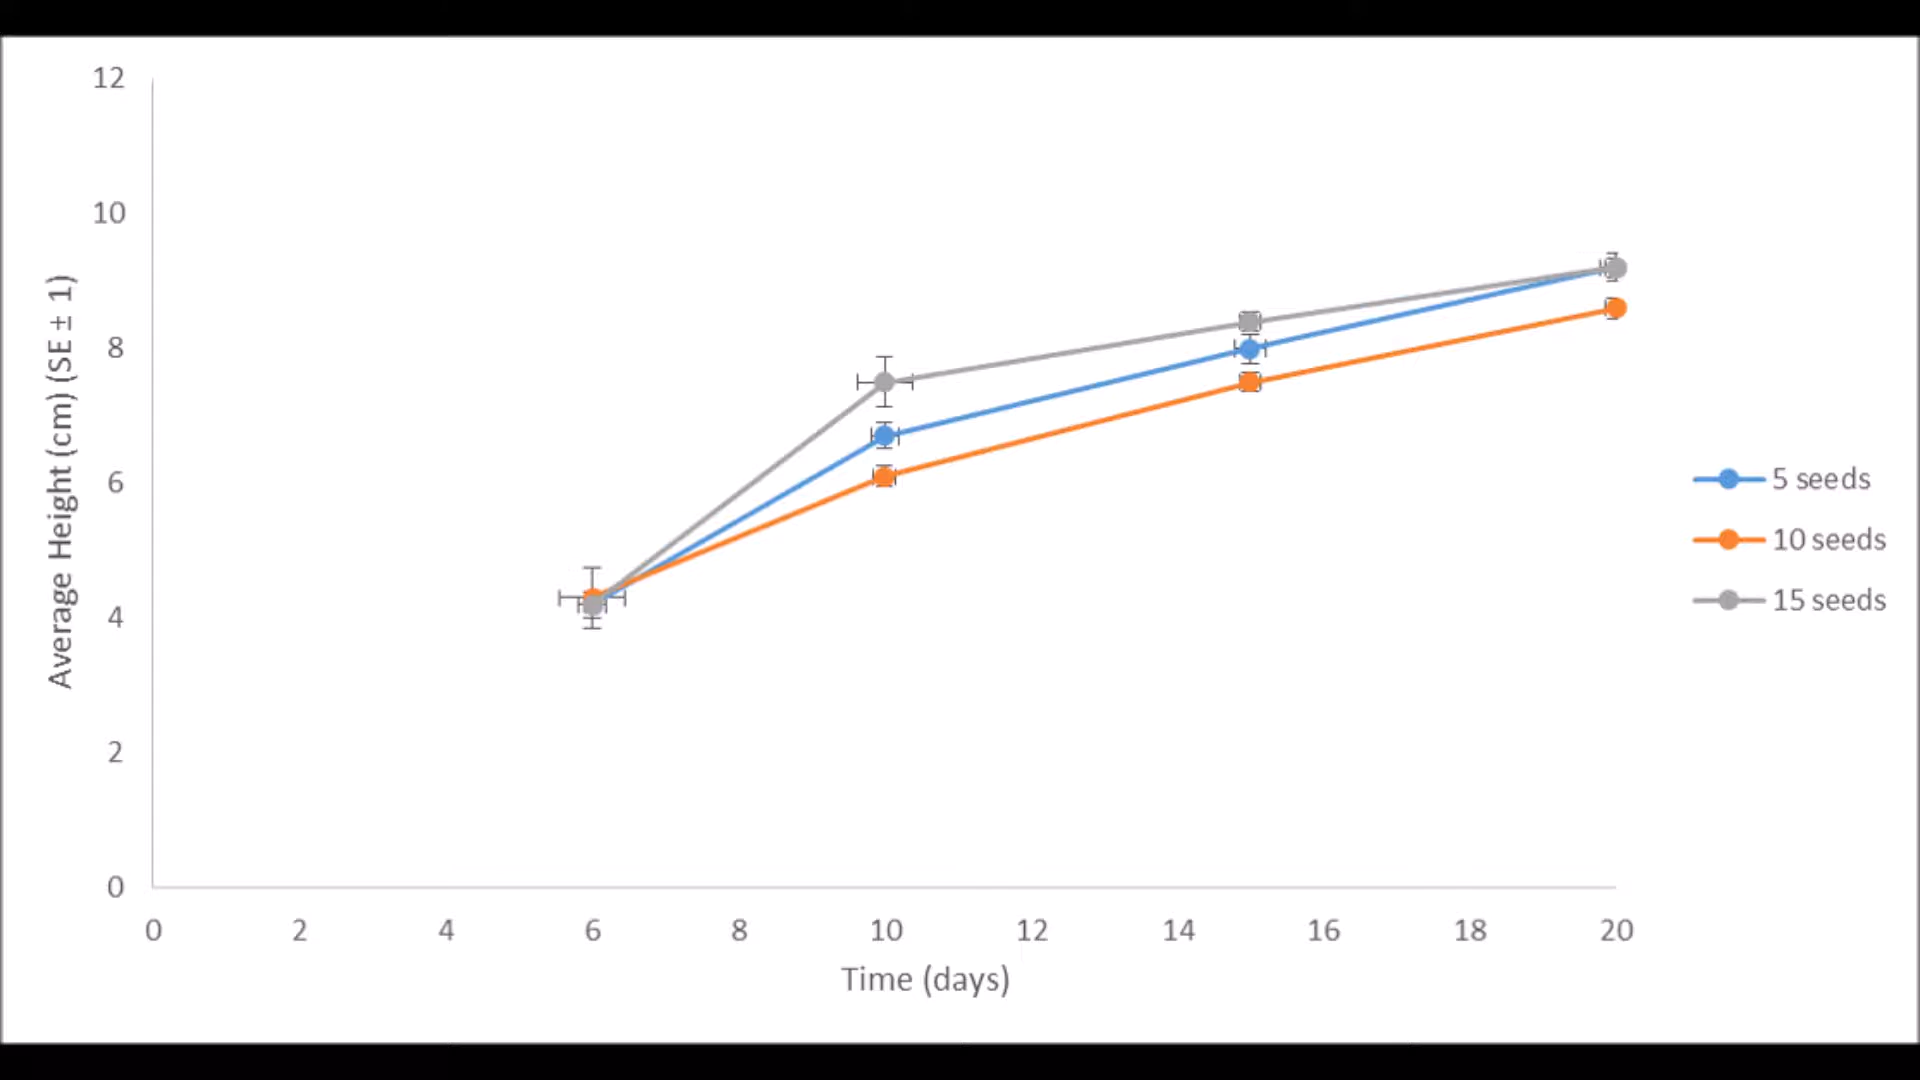 12
10
8
6
4
2
0
Average Height (cm) (SE ± 1)
0 2 4 6 8 10 12 14 16 18 20
Time (days)
5 seeds
10 seeds
15 seeds